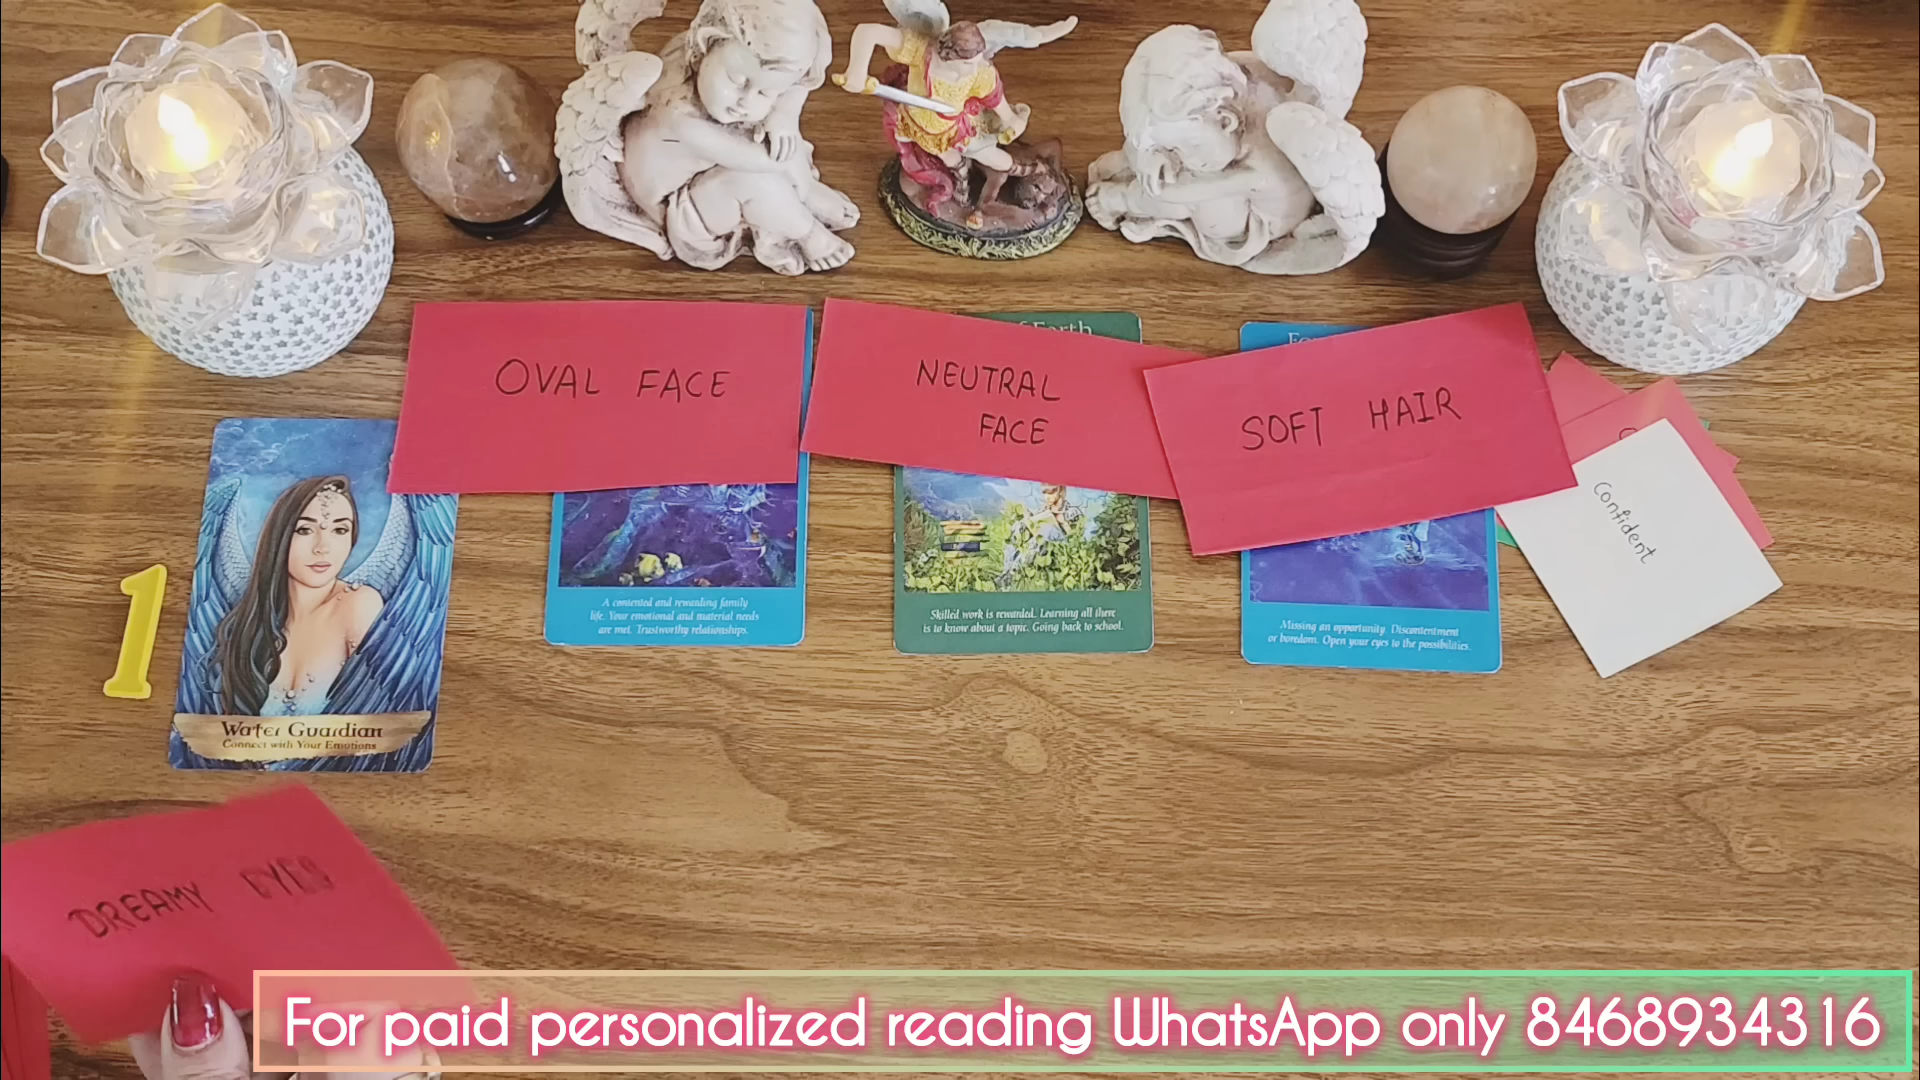 OVAL FACE
of Earth
NEUTRAL
FACE
SOFT HAIR
Confident
1
A contented and rewarding family
life. Your emotional and material needs
are met. Trustworthy relationships.
Skilled work is rewarded. Learning all there
is to know about a topic. Going back to school.
Missing an opportunity. Discontentment
or boredom. Open your eyes to the possibilities.
Water Guardian
Connect with Your Emotions
DREAMY EYES
For paid personalized reading WhatsApp only 8468934316